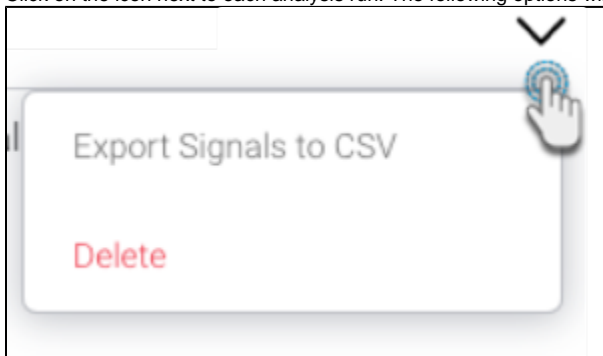 Click on the icon next to each analysis run. The following options
Export Signals to CSV
Delete